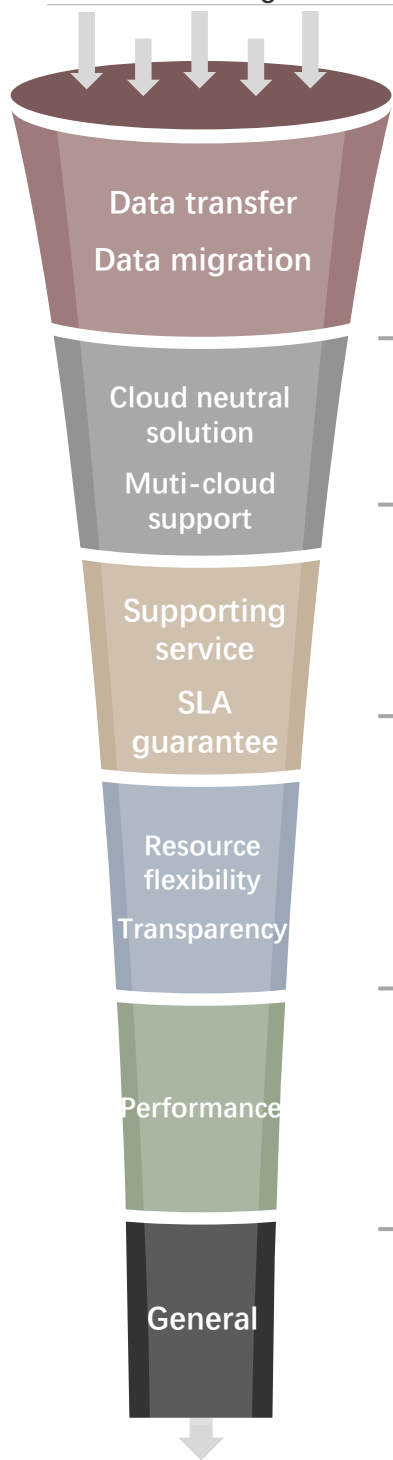 Data transfer
Data migration
Cloud neutral
solution
Muti-cloud
support
Supporting
service
SLA
guarantee
Resource
flexibility
Transparency
Performance
General